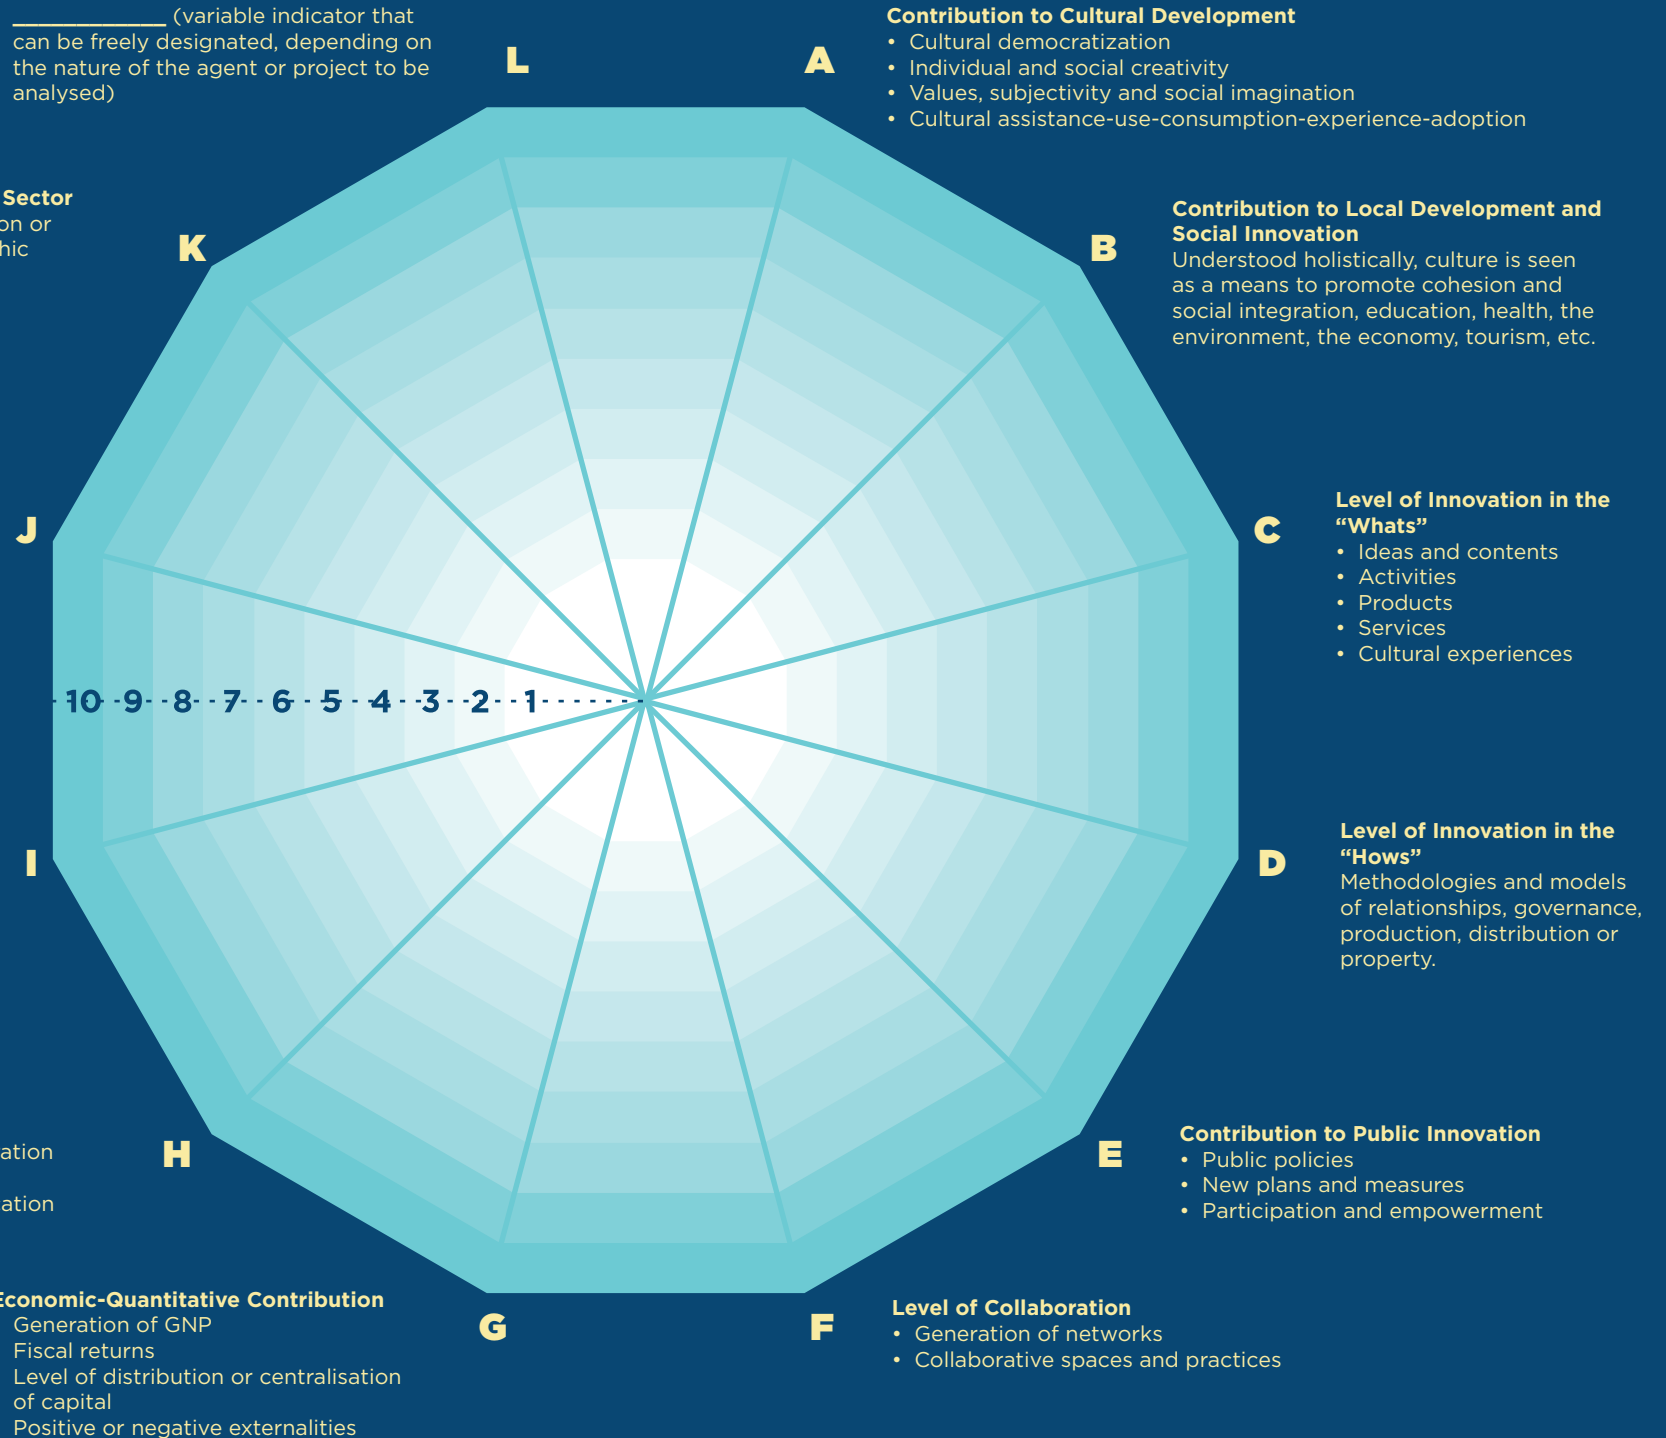 ____________ (variable indicator that
can be freely designated, depending on
the nature of the agent or project to be
analysed)
L
A
Contribution to Cultural Development
• Cultural democratization
• Individual and social creativity
• Values, subjectivity and social imagination
• Cultural assistance-use-consumption-experience-adoption
Sector
on or
hic
K
B
Contribution to Local Development and
Social Innovation
Understood holistically, culture is seen
as a means to promote cohesion and
social integration, education, health, the
environment, the economy, tourism, etc.
J
C
Level of Innovation in the
“Whats”
• Ideas and contents
• Activities
• Products
• Services
• Cultural experiences
10 9 8 7 6 5 4 3 2 1
I
D
Level of Innovation in the
“Hows”
Methodologies and models
of relationships, governance,
production, distribution or
property.
ation
ation
H
E
Contribution to Public Innovation
• Public policies
• New plans and measures
• Participation and empowerment
Economic-Quantitative Contribution
Generation of GNP
Fiscal returns
Level of distribution or centralisation
of capital
Positive or negative externalities
G
F
Level of Collaboration
• Generation of networks
• Collaborative spaces and practices